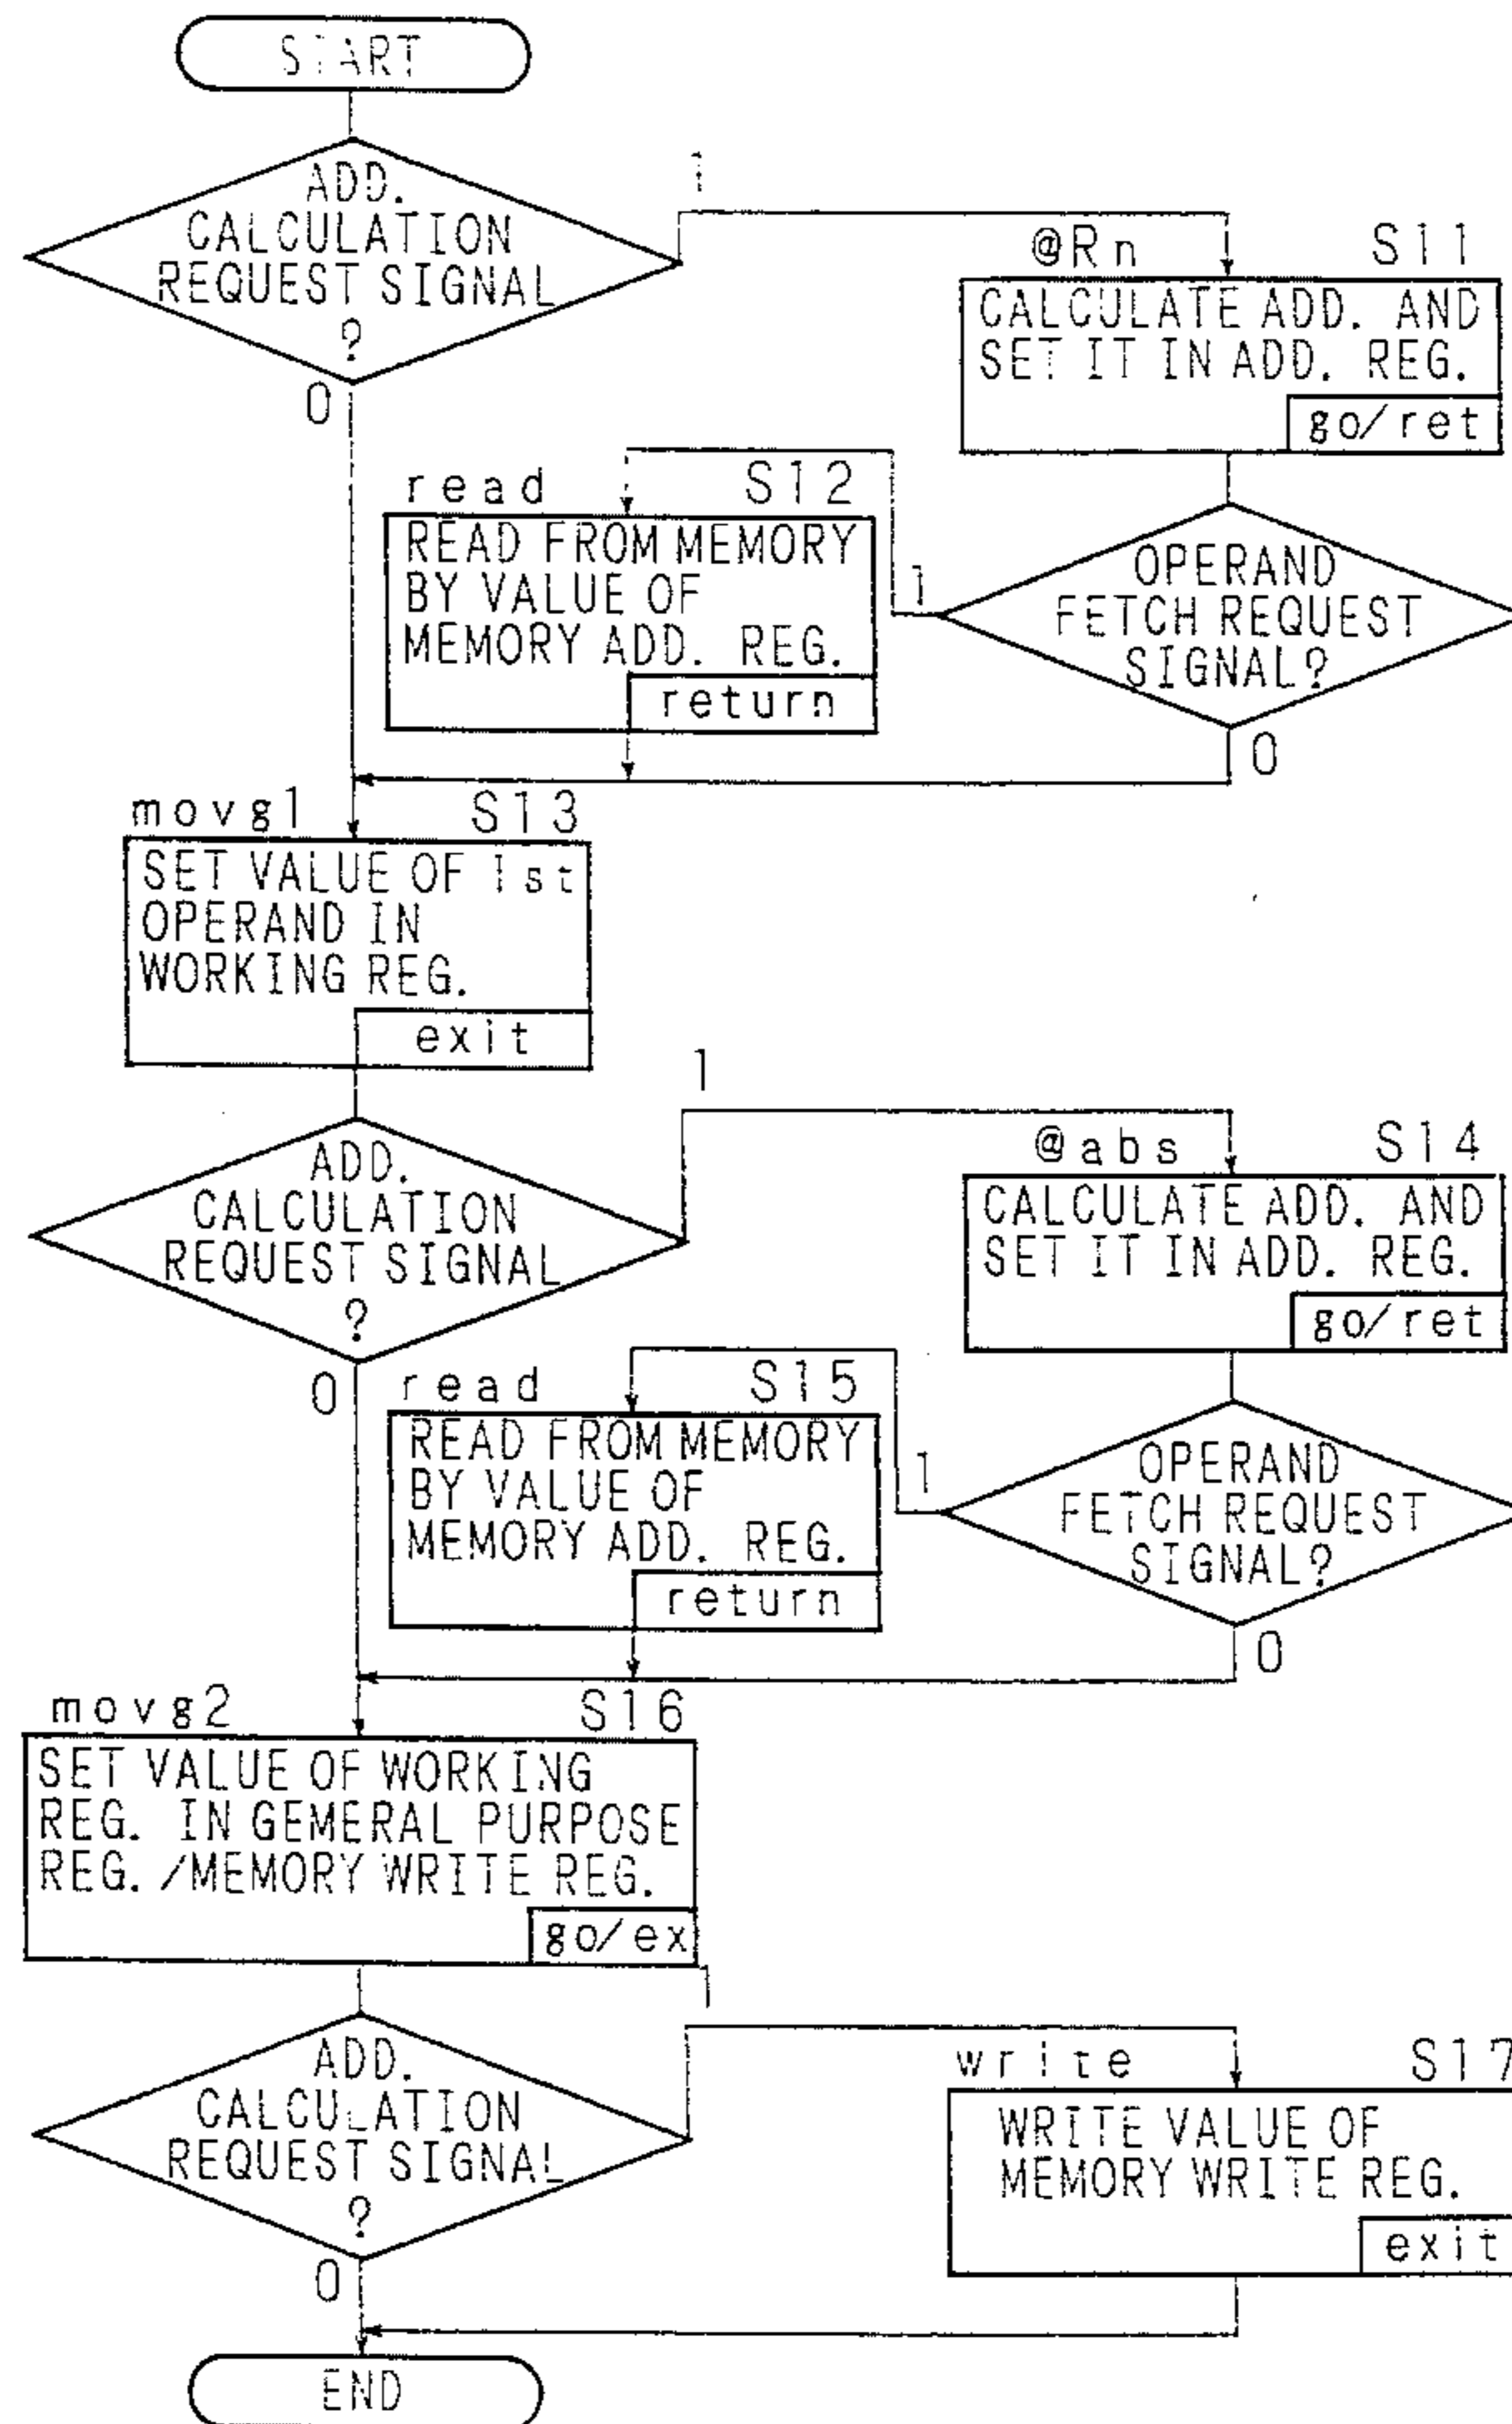 START
ADD.
CALCULATION
REQUEST SIGNAL
?
1
0
@Rn S11
CALCULATE ADD. AND
SET IT IN ADD. REG.
go/ret
OPERAND
FETCH REQUEST
SIGNAL?
1
0
read S12
READ FROM MEMORY
BY VALUE OF
MEMORY ADD. REG.
return
movg1 S13
SET VALUE OF 1st
OPERAND IN
WORKING REG.
exit
ADD.
CALCULATION
REQUEST SIGNAL
?
1
0
@abs S14
CALCULATE ADD. AND
SET IT IN ADD. REG.
go/ret
OPERAND
FETCH REQUEST
SIGNAL?
1
0
read S15
READ FROM MEMORY
BY VALUE OF
MEMORY ADD. REG.
return
movg2 S16
SET VALUE OF WORKING
REG. IN GEMERAL PURPOSE
REG./MEMORY WRITE REG.
go/ex
ADD.
CALCULATION
REQUEST SIGNAL
?
1
0
write S17
WRITE VALUE OF
MEMORY WRITE REG.
exit
END